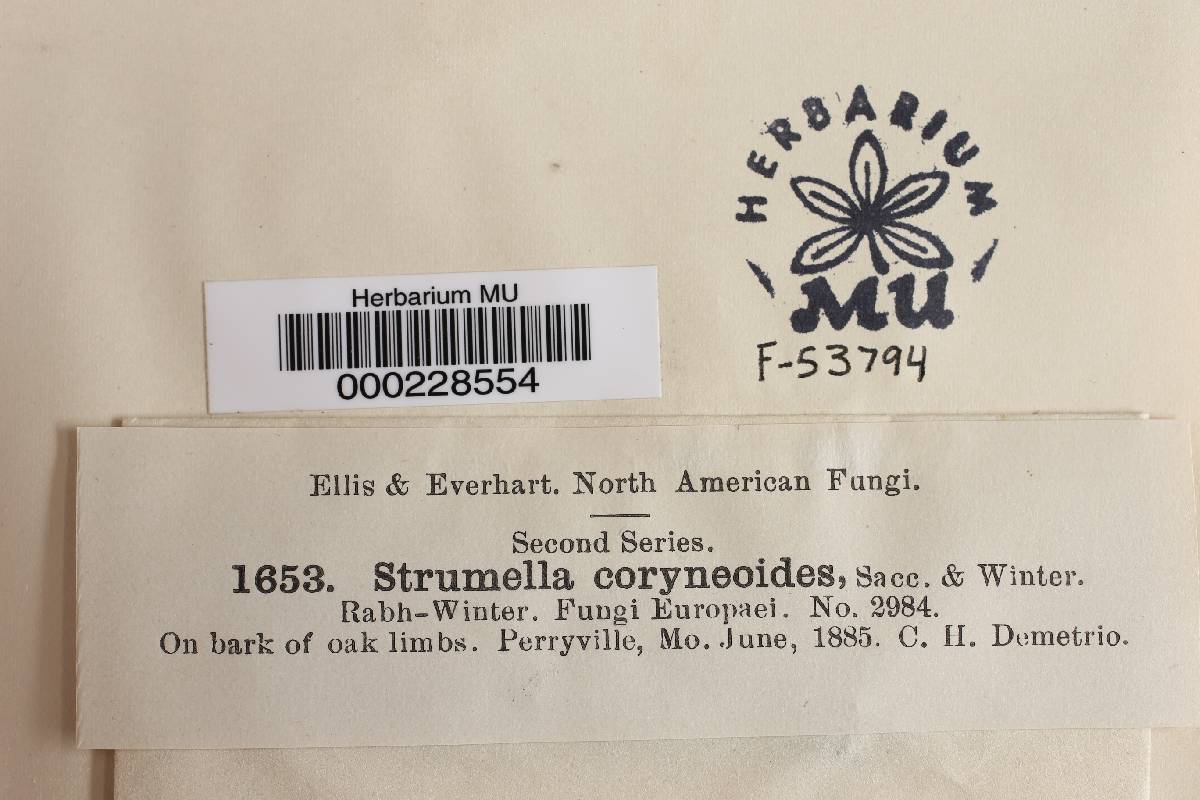 HERBARIUM
MU
F-53794
Herbarium MU
000228554
Ellis & Everhart. North American Fungi.
Second Series.
1653. Strumella coryneoides, Sacc. & Winter.
Rabh-Winter. Fungi Europaei. No. 2984.
On bark of oak limbs. Perryville, Mo. June, 1885. C. H. Demetrio.